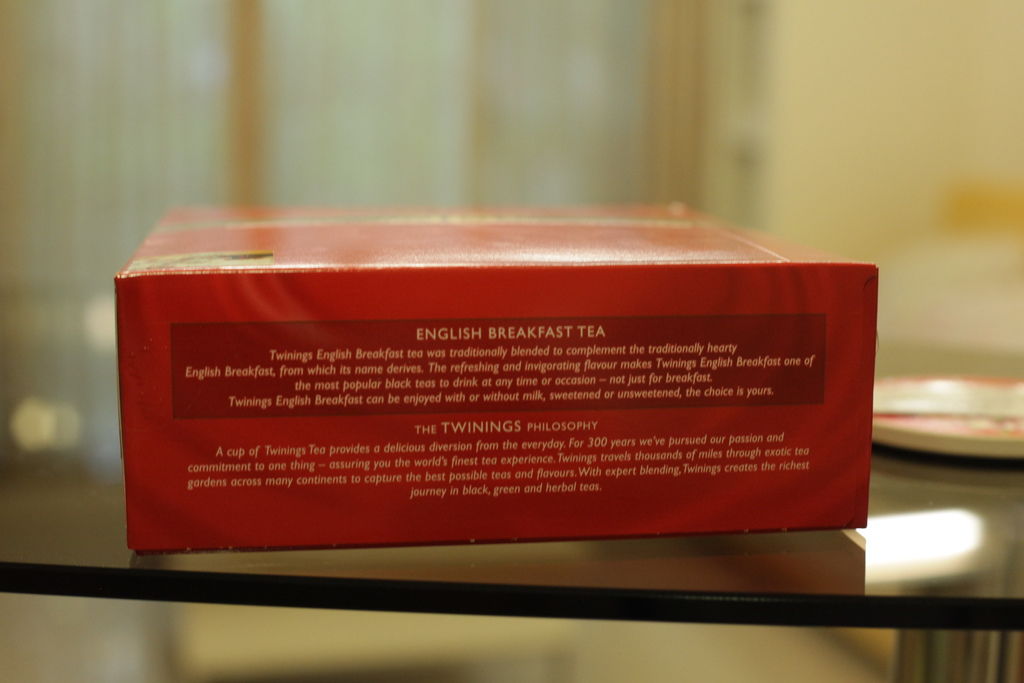 ENGLISH BREAKFAST TEA
Twinings English Breakfast tea was traditionally blended to complement the traditionally hearty
English Breakfast, from which its name derives. The refreshing and invigorating flavour makes Twinings English Breakfast one of
the most popular black teas to drink at any time or occasion – not just for breakfast.
Twinings English Breakfast can be enjoyed with or without milk, sweetened or unsweetened, the choice is yours.
THE TWININGS PHILOSOPHY
A cup of Twinings Tea provides a delicious diversion from the everyday. For 300 years we've pursued our passion and
commitment to one thing – assuring you the world's finest tea experience. Twinings travels thousands of miles through exotic tea
gardens across many continents to capture the best possible teas and flavours. With expert blending, Twinings creates the richest
journey in black, green and herbal teas.